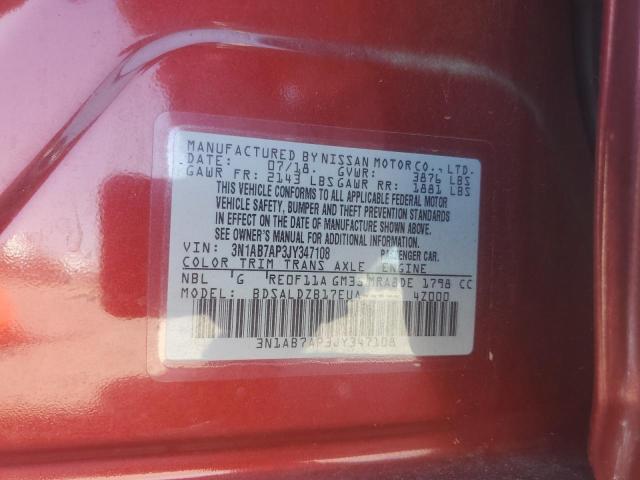 MANUFACTURED BY NISSAN MOTOR CO., LTD.
DATE: 07/18. GVWR: 3876 LBS
GAWR FR: 2143 LBS GAWR RR: 1881 LBS
THIS VEHICLE CONFORMS TO ALL APPLICABLE FEDERAL MOTOR
VEHICLE SAFETY, BUMPER AND THEFT PREVENTION STANDARDS
IN EFFECT ON THE DATE OF MANUFACTURE SHOWN ABOVE.
SEE OWNER'S MANUAL FOR ADDITIONAL INFORMATION.
VIN: 3N1AB7AP3JY347108 PASSENGER CAR.
COLOR TRIM TRANS AXLE ENGINE
NBL G RE0F11A GM36 MRA8DE 1798 CC
MODEL: BDSALDZB17EUA 4Z000
3N1AB7AP3JY347108